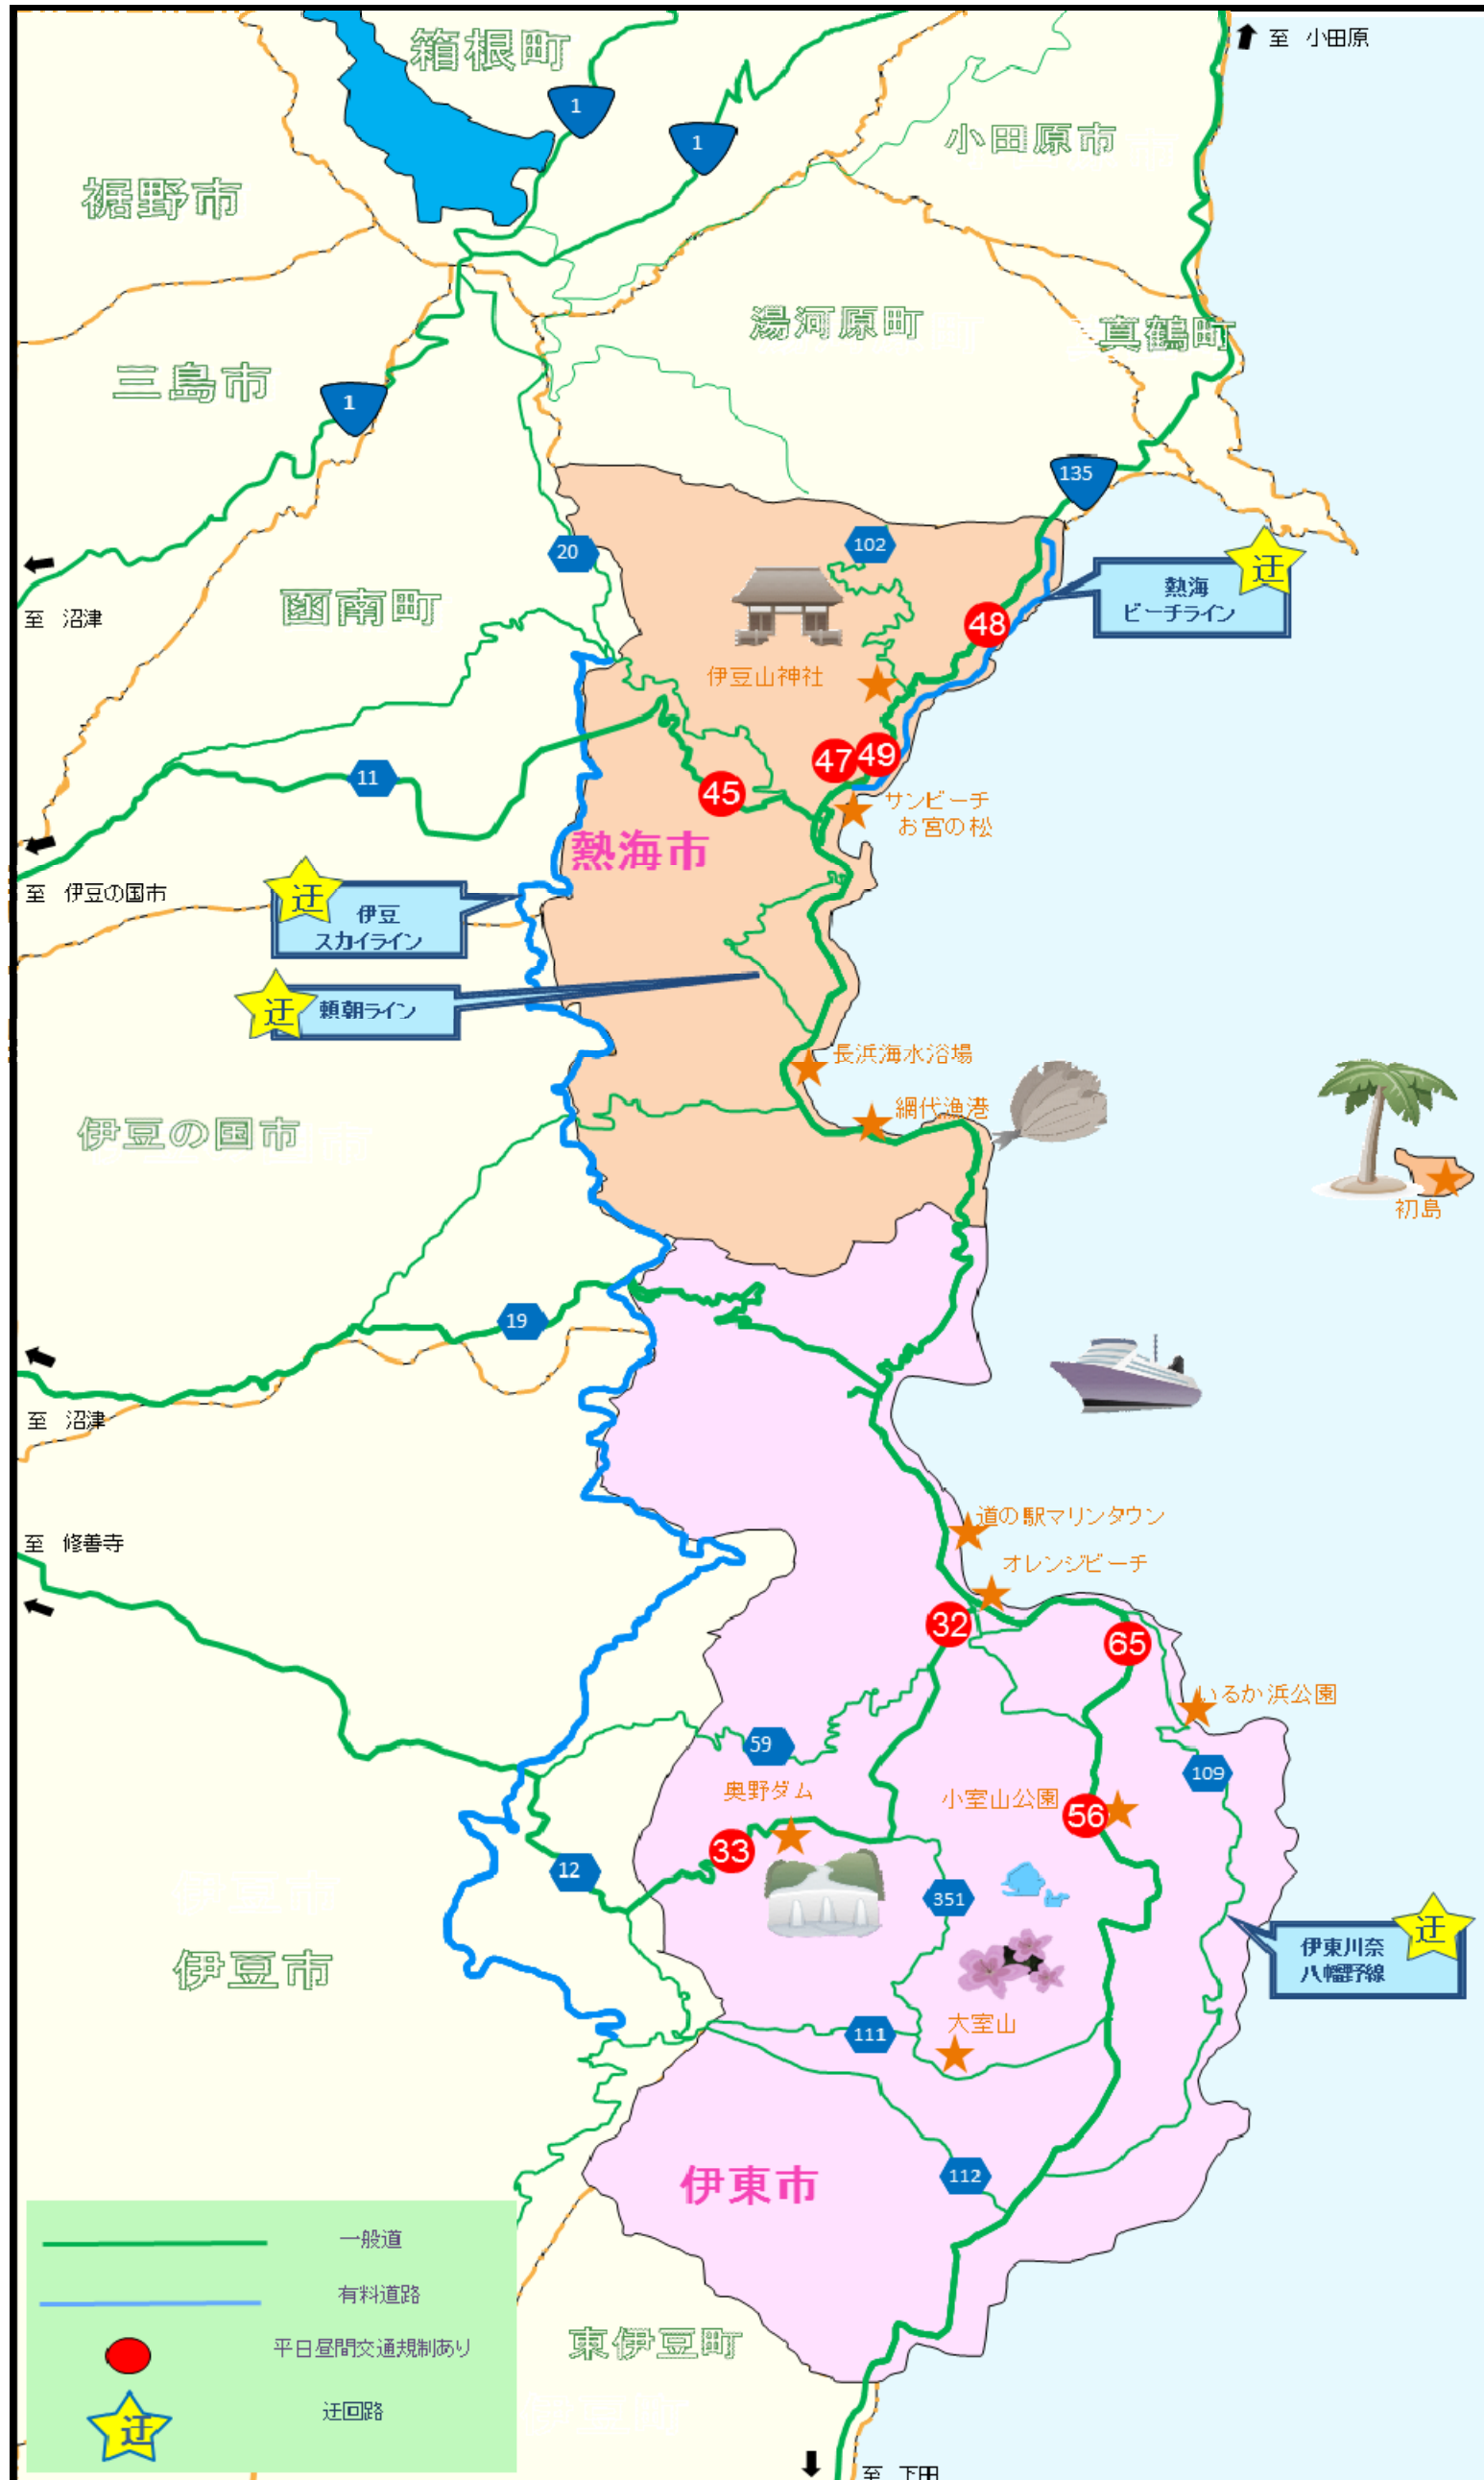 箱根町
至 小田原
1
1
小田原市
裾野市
湯河原町
真鶴町
三島市
1
135
20
102
迂
熱海
ビーチライン
至 沼津
函南町
48
伊豆山神社
47
49
11
45
サンビーチ
お宮の松
熱海市
至 伊豆の国市
迂
伊豆
スカイライン
迂
頼朝ライン
長浜海水浴場
網代漁港
伊豆の国市
初島
19
至 沼津
道の駅マリンタウン
至 修善寺
オレンジビーチ
32
65
いるか浜公園
59
109
奥野ダム
小室山公園
56
33
12
351
迂
伊東川奈
八幡野線
伊豆市
大室山
111
伊東市
112
一般道
有料道路
平日昼間交通規制あり
迂
迂回路
東伊豆町
至 下田